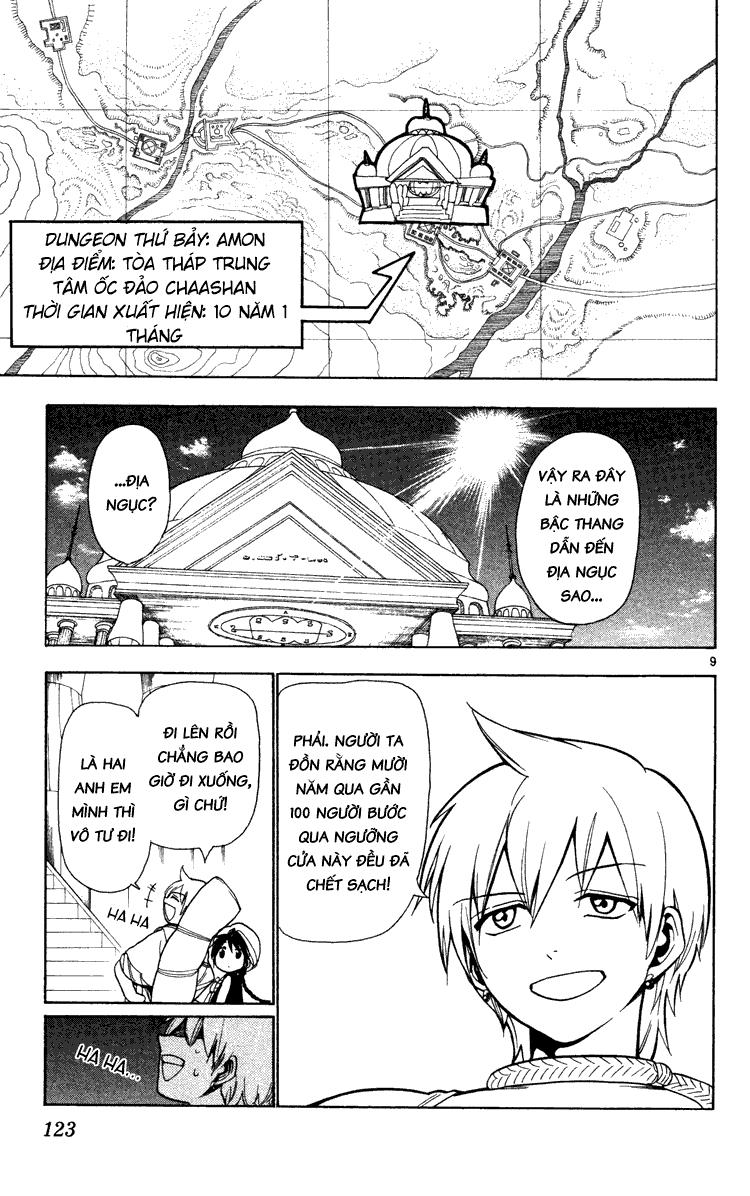 DUNGEON THỨ BẢY: AMON
ĐỊA ĐIỂM: TÒA THÁP TRUNG
TÂM ỐC ĐẢO CHAASHAN
THỜI GIAN XUẤT HIỆN: 10 NĂM 1
THÁNG
VẬY RA ĐÂY
LÀ NHỮNG
BẬC THANG
DẪN ĐẾN
ĐỊA NGỤC
SAO...
...ĐỊA
NGỤC?
9
PHẢI. NGƯỜI TA
ĐỒN RẰNG MƯỜI
NĂM QUA GẦN
100 NGƯỜI BƯỚC
QUA NGƯỠNG
CỬA NÀY ĐỀU ĐÃ
CHẾT SẠCH!
ĐI LÊN RỒI
CHẲNG BAO
GIỜ ĐI XUỐNG,
GÌ CHỨ!
LÀ HAI
ANH EM
MÌNH THÌ
VÔ TƯ ĐI!
HA HA
HA HA...
123